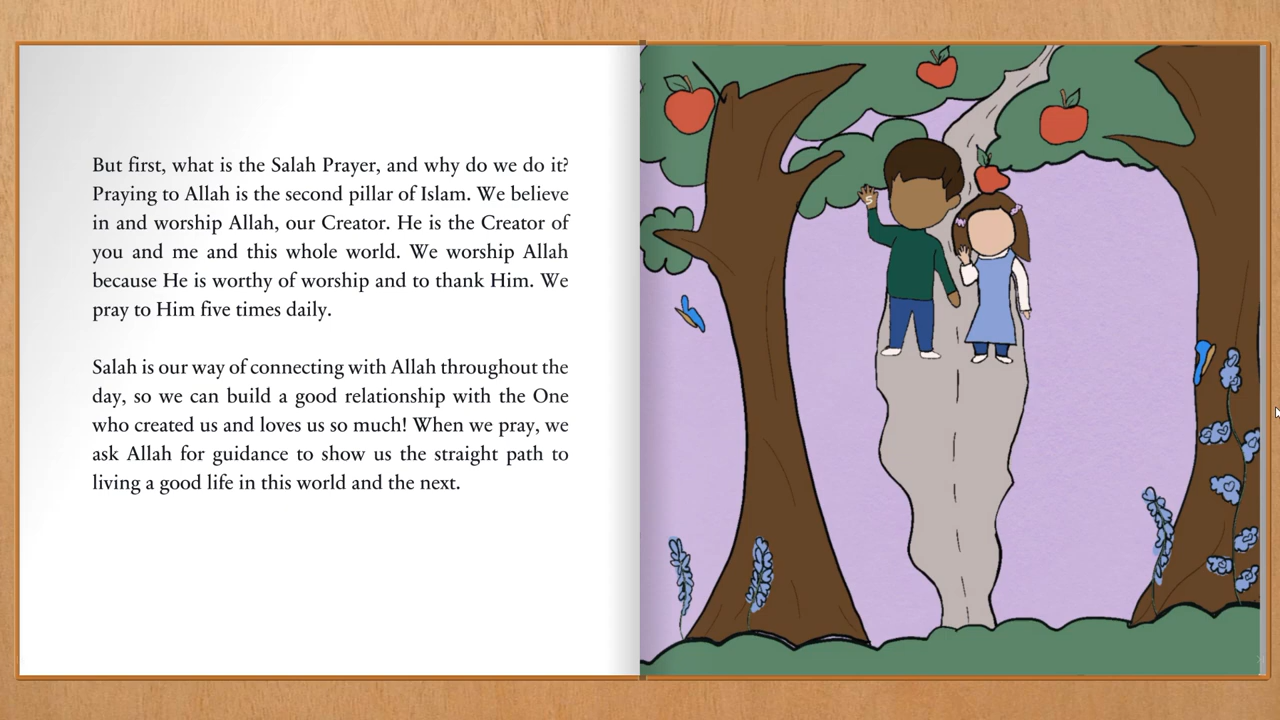 But first, what is the Salah Prayer, and why do we do it?
Praying to Allah is the second pillar of Islam. We believe
in and worship Allah, our Creator. He is the Creator of
you and me and this whole world. We worship Allah
because He is worthy of worship and to thank Him. We
pray to Him five times daily.
Salah is our way of connecting with Allah throughout the
day, so we can build a good relationship with the One
who created us and loves us so much! When we pray, we
ask Allah for guidance to show us the straight path to
living a good life in this world and the next.
5